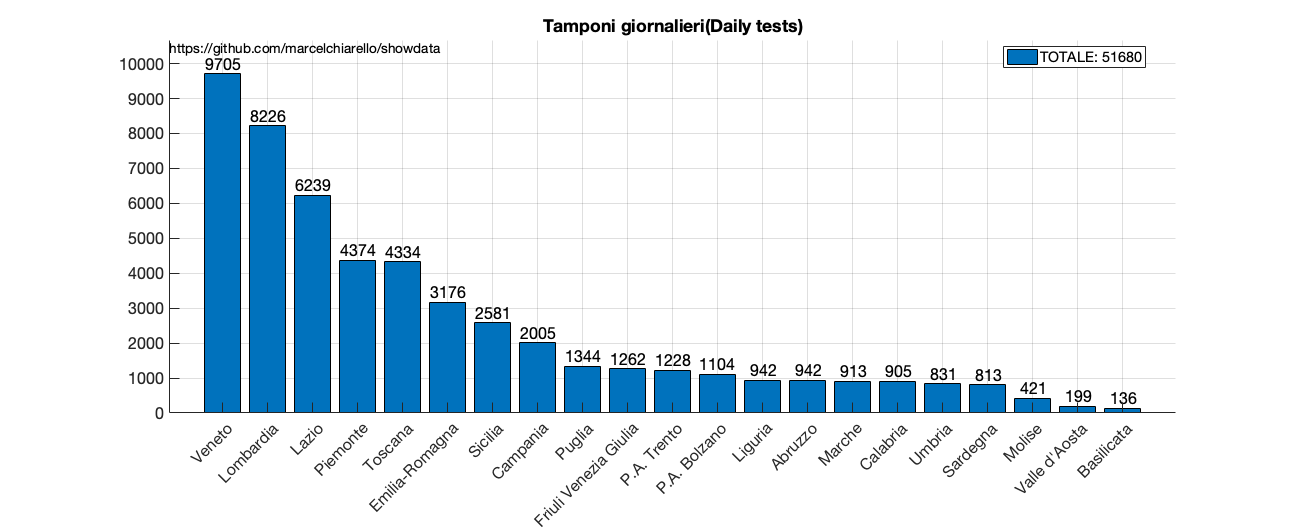 Tamponi giornalieri(Daily tests)
https://github.com/marcelchiarello/showdata
TOTALE: 51680
10000
9000
8000
7000
6000
5000
4000
3000
2000
1000
0
9705
8226
6239
4374
4334
3176
2581
2005
1344
1262
1228
1104
942
942
913
905
831
813
421
199
136
Veneto
Lombardia
Lazio
Piemonte
Toscana
Emilia-Romagna
Sicilia
Campania
Puglia
Friuli Venezia Giulia
P.A. Trento
P.A. Bolzano
Liguria
Abruzzo
Marche
Calabria
Umbria
Sardegna
Molise
Valle d'Aosta
Basilicata